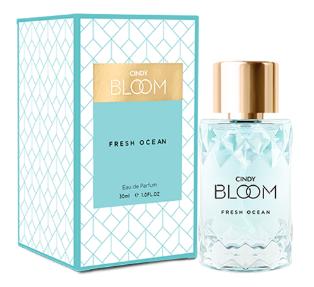 CINDY
BLOOM
FRESH OCEAN
Eau de Parfum
30ml e 1.0FL.OZ
CINDY
BLOOM
FRESH OCEAN